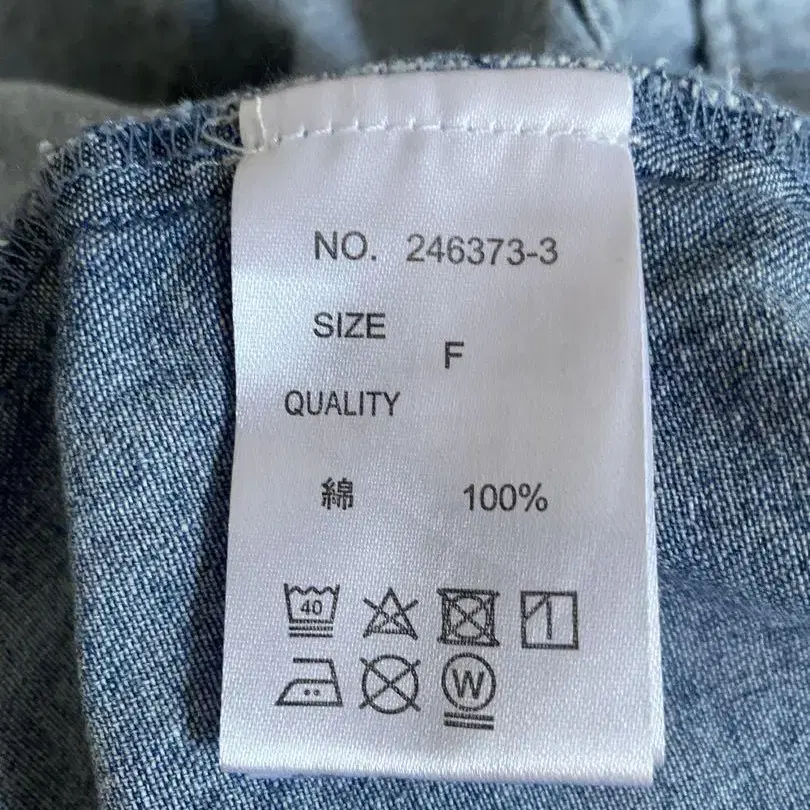 NO. 246373-3
SIZE
F
QUALITY
綿 100%
40
W